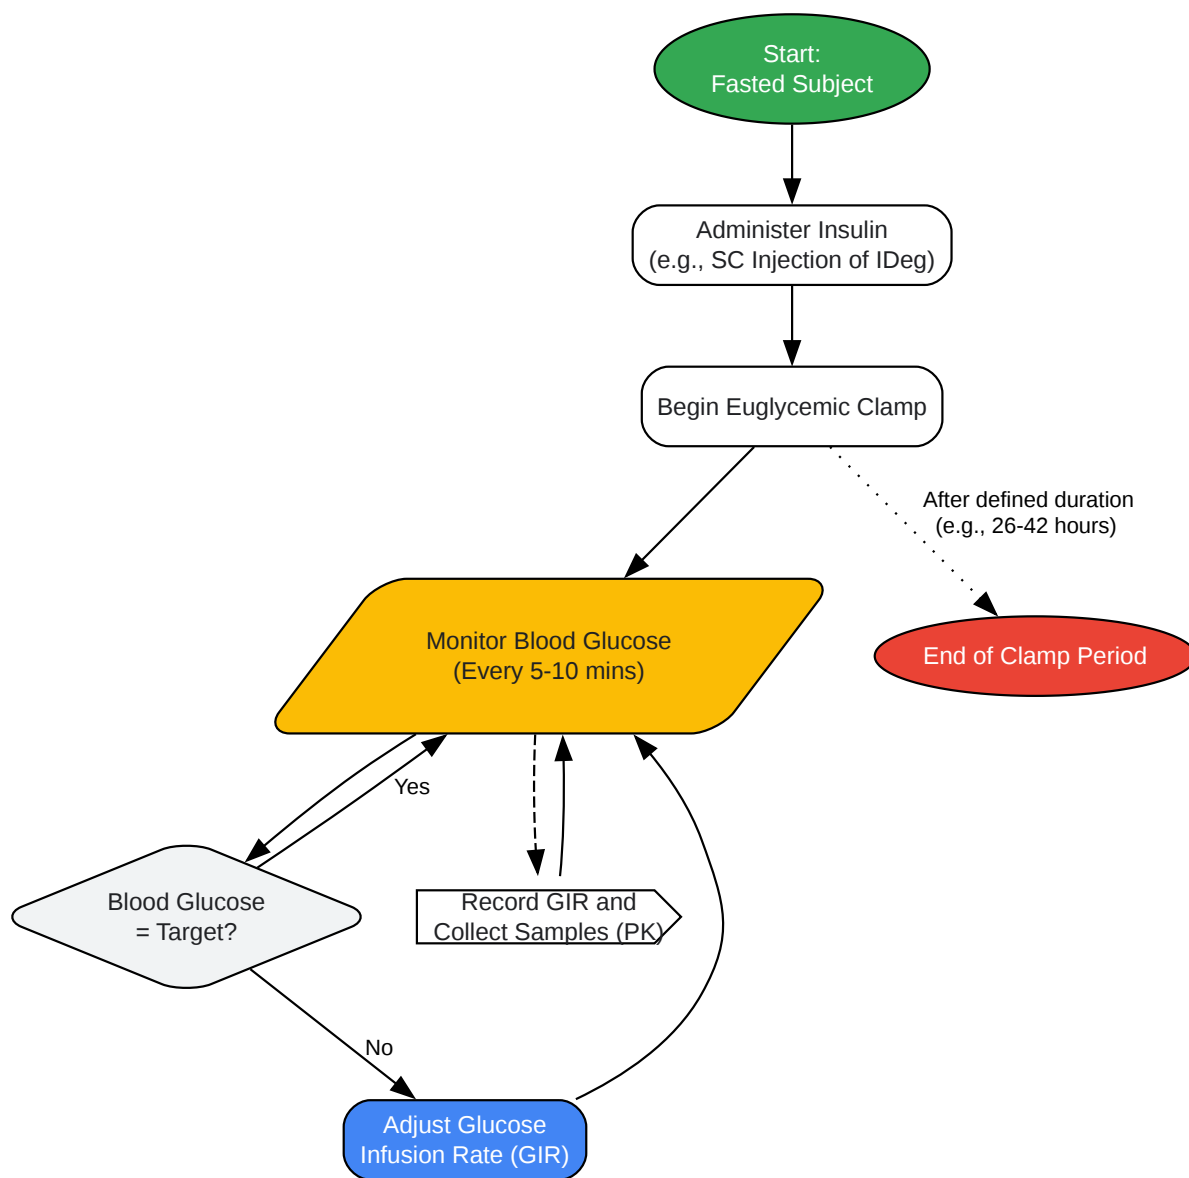 Start:
Fasted Subject
Administer Insulin
(e.g., SC Injection of IDeg)
Begin Euglycemic Clamp
After defined duration
(e.g., 26-42 hours)
Monitor Blood Glucose
(Every 5-10 mins)
End of Clamp Period
Yes
Blood Glucose
= Target?
Record GIR and
Collect Samples (PK)
No
Adjust Glucose
Infusion Rate (GIR)